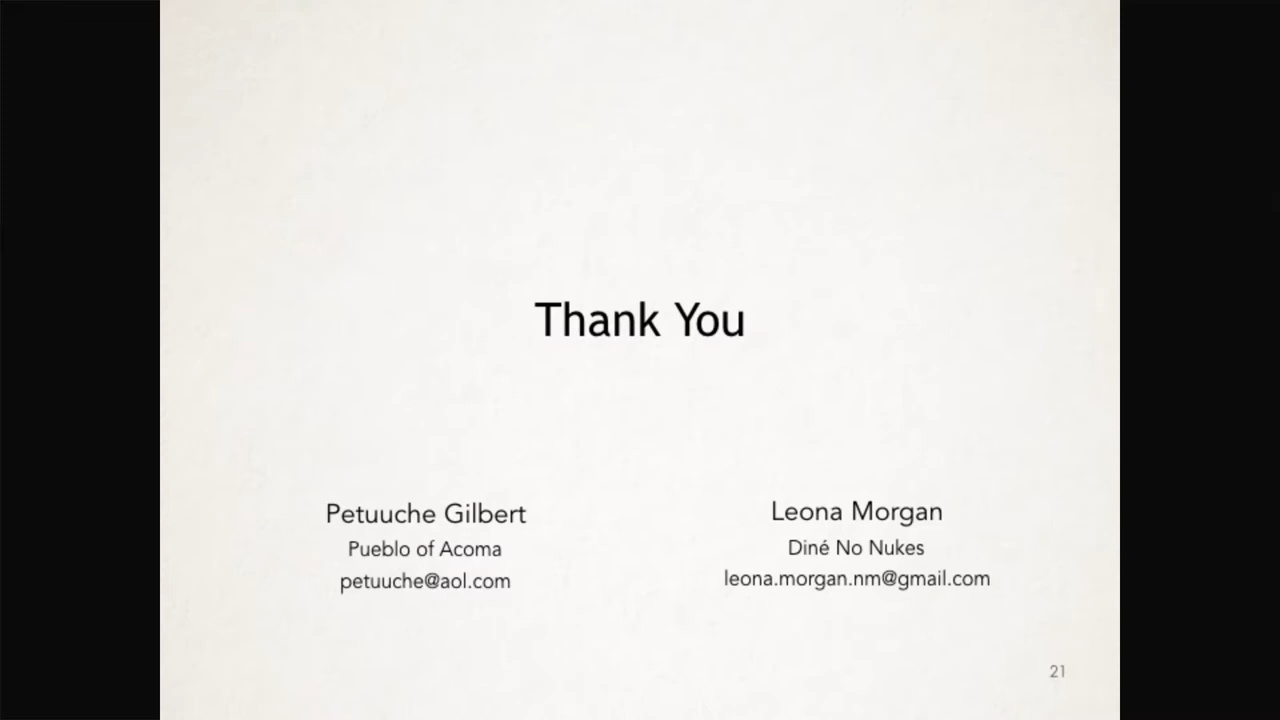 Thank You
Petuuche Gilbert
Pueblo of Acoma
petuuche@aol.com
Leona Morgan
Diné No Nukes
leona.morgan.nm@gmail.com
21